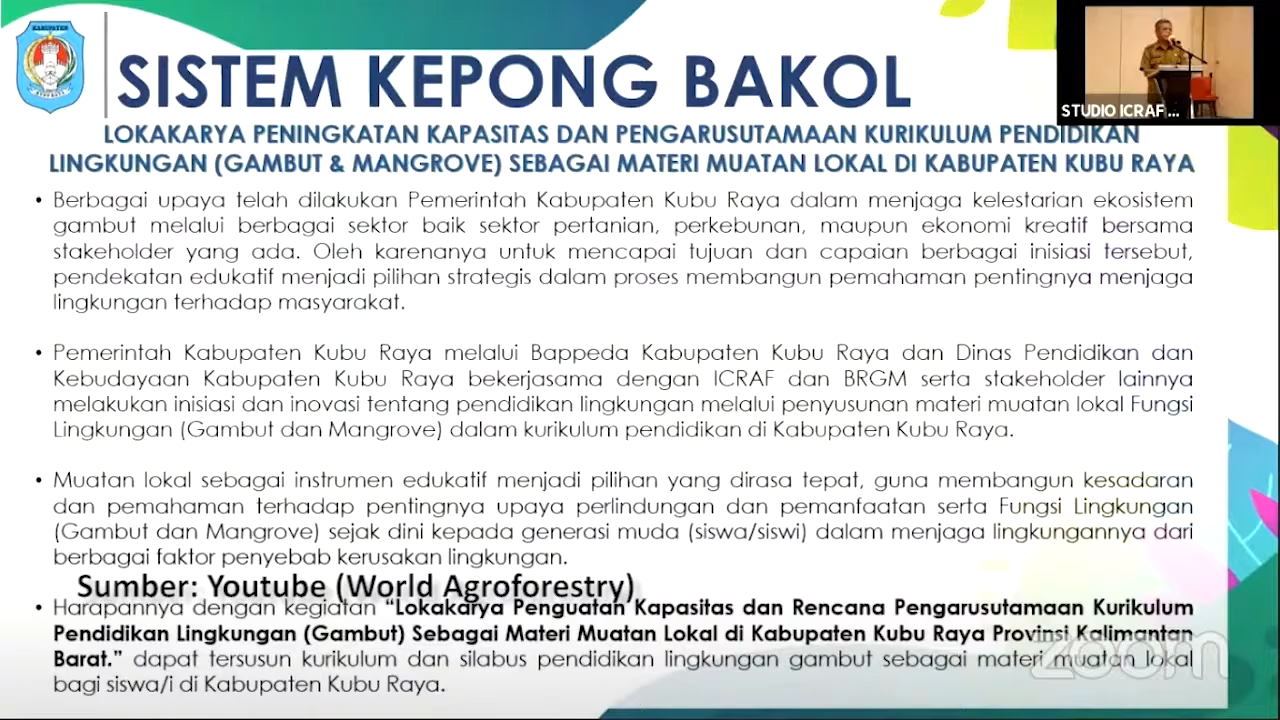 KABUPATEN
KUBU RAYA
SISTEM KEPONG BAKOL
STUDIO ICRAF ...
LOKAKARYA PENINGKATAN KAPASITAS DAN PENGARUSUTAMAAN KURIKULUM PENDIDIKAN
LINGKUNGAN (GAMBUT & MANGROVE) SEBAGAI MATERI MUATAN LOKAL DI KABUPATEN KUBU RAYA
• Berbagai upaya telah dilakukan Pemerintah Kabupaten Kubu Raya dalam menjaga kelestarian ekosistem
gambut melalui berbagai sektor baik sektor pertanian, perkebunan, maupun ekonomi kreatif bersama
stakeholder yang ada. Oleh karenanya untuk mencapai tujuan dan capaian berbagai inisiasi tersebut,
pendekatan edukatif menjadi pilihan strategis dalam proses membangun pemahaman pentingnya menjaga
lingkungan terhadap masyarakat.
• Pemerintah Kabupaten Kubu Raya melalui Bappeda Kabupaten Kubu Raya dan Dinas Pendidikan dan
Kebudayaan Kabupaten Kubu Raya bekerjasama dengan ICRAF dan BRGM serta stakeholder lainnya
melakukan inisiasi dan inovasi tentang pendidikan lingkungan melalui penyusunan materi muatan lokal Fungsi
Lingkungan (Gambut dan Mangrove) dalam kurikulum pendidikan di Kabupaten Kubu Raya.
• Muatan lokal sebagai instrumen edukatif menjadi pilihan yang dirasa tepat, guna membangun kesadaran
dan pemahaman terhadap pentingnya upaya perlindungan dan pemanfaatan serta Fungsi Lingkungan
(Gambut dan Mangrove) sejak dini kepada generasi muda (siswa/siswi) dalam menjaga lingkungannya dari
berbagai faktor penyebab kerusakan lingkungan.
Sumber: Youtube (World Agroforestry)
• Harapannya dengan kegiatan “Lokakarya Penguatan Kapasitas dan Rencana Pengarusutamaan Kurikulum
Pendidikan Lingkungan (Gambut) Sebagai Materi Muatan Lokal di Kabupaten Kubu Raya Provinsi Kalimantan
Barat.” dapat tersusun kurikulum dan silabus pendidikan lingkungan gambut sebagai materi muatan lokal
bagi siswa/i di Kabupaten Kubu Raya.
zoom